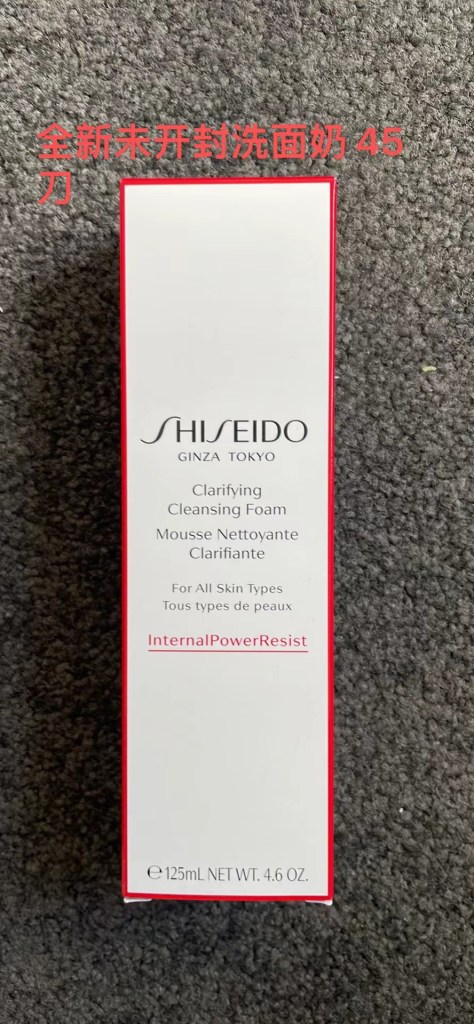 全新未开封洗面奶 45
刀
SHISEIDO
GINZA TOKYO
Clarifying
Cleansing Foam
Mousse Nettoyante
Clarifiante
For All Skin Types
Tous types de peaux
InternalPowerResist
℮125mL NET WT. 4.6 OZ.